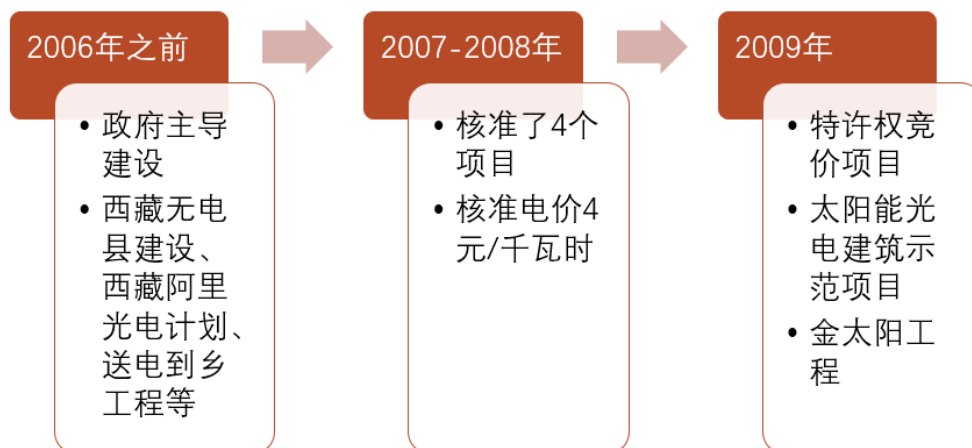 2006年之前
• 政府主导
建设
• 西藏无电
县建设、
西藏阿里
光电计划、
送电到乡
工程等
2007-2008年
• 核准了4个
项目
• 核准电价4
元/千瓦时
2009年
• 特许权竞
价项目
• 太阳能光
电建筑示
范项目
• 金太阳工
程